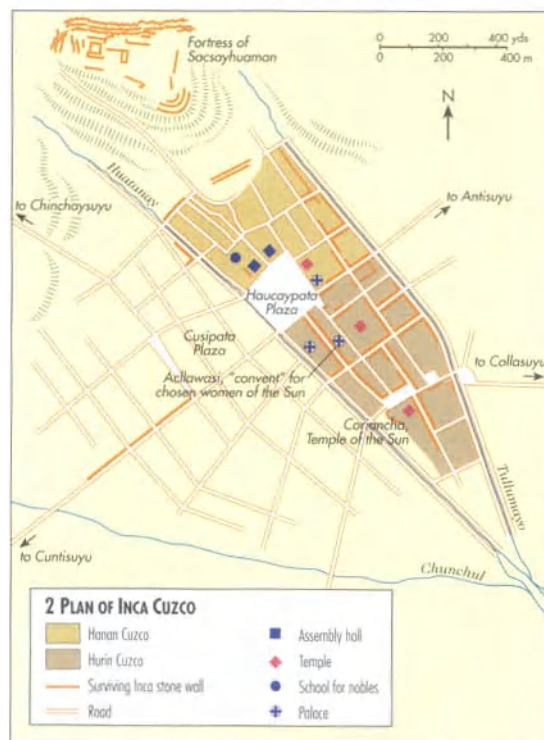 Fortress of
Sacsayhuaman
0 200 400 yds
0 200 400 m
N
Huatanay
to Chinchaysuyu
to Antisuyu
Haucaypata
Plaza
Cusipata
Plaza
Acllawasi, "convent" for
chosen women of the Sun
to Collasuyu
Coricancha,
Temple of the Sun
Tullumayo
to Cuntisuyu
Chunchul
2 PLAN OF INCA CUZCO
Hanan Cuzco
Hurin Cuzco
Surviving Inca stone wall
Road
Assembly hall
Temple
School for nobles
Palace